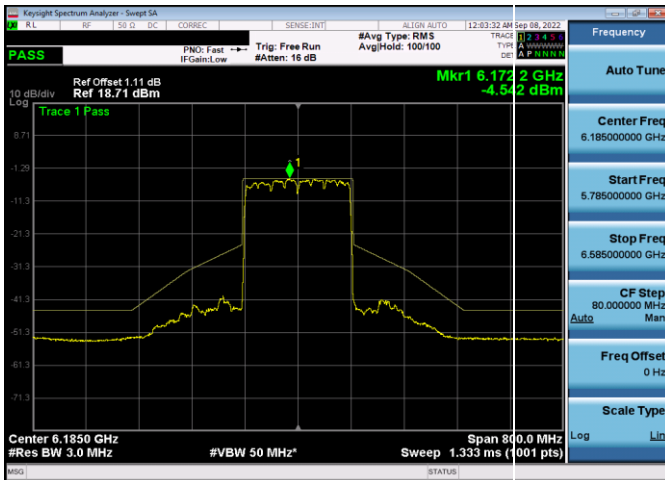 Keysight Spectrum Analyzer - Swept SA
RL RF 50 Ω DC CORREC SENSE:INT ALIGN AUTO 12:03:32 AM Sep 08, 2022
PASS
PNO: Fast
IFGain:Low
Trig: Free Run
#Atten: 16 dB
#Avg Type: RMS
Avg|Hold: 100/100
TRACE 1 2 3 4 5 6
TYPE A WWWWW
DET A P N N N N
Ref Offset 1.11 dB
10 dB/div Ref 18.71 dBm
Mkr1 6.172 2 GHz
-4.542 dBm
Log
Trace 1 Pass
8.71
-1.29
-11.3
-21.3
-31.3
-41.3
-51.3
-61.3
-71.3
1
Center 6.1850 GHz
Span 800.0 MHz
#Res BW 3.0 MHz
#VBW 50 MHz*
Sweep 1.333 ms (1001 pts)
MSG
STATUS
Frequency
Auto Tune
Center Freq
6.185000000 GHz
Start Freq
5.785000000 GHz
Stop Freq
6.585000000 GHz
CF Step
80.000000 MHz
Auto Man
Freq Offset
0 Hz
Scale Type
Log Lin